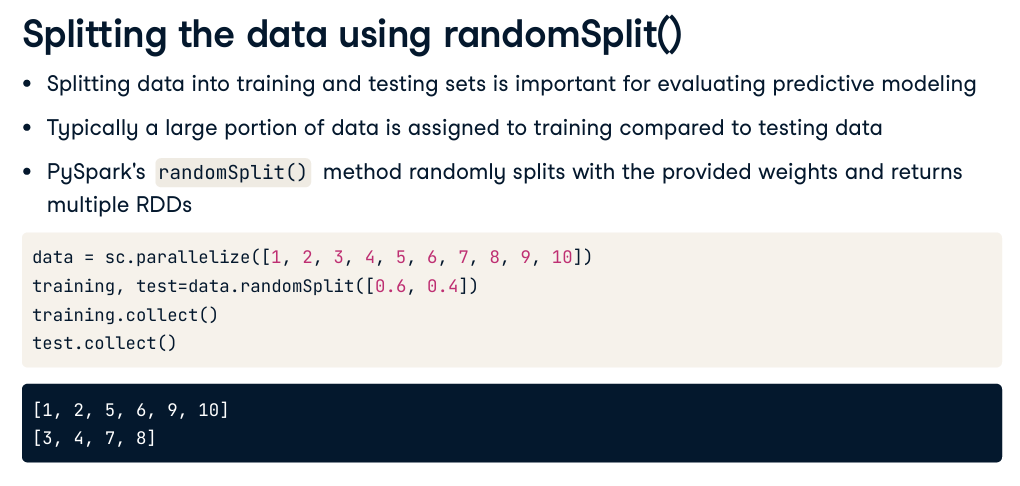 Splitting the data using randomSplit()
• Splitting data into training and testing sets is important for evaluating predictive modeling
• Typically a large portion of data is assigned to training compared to testing data
• PySpark's randomSplit() method randomly splits with the provided weights and returns
multiple RDDs
data = sc.parallelize([1, 2, 3, 4, 5, 6, 7, 8, 9, 10])
training, test=data.randomSplit([0.6, 0.4])
training.collect()
test.collect()
[1, 2, 5, 6, 9, 10]
[3, 4, 7, 8]